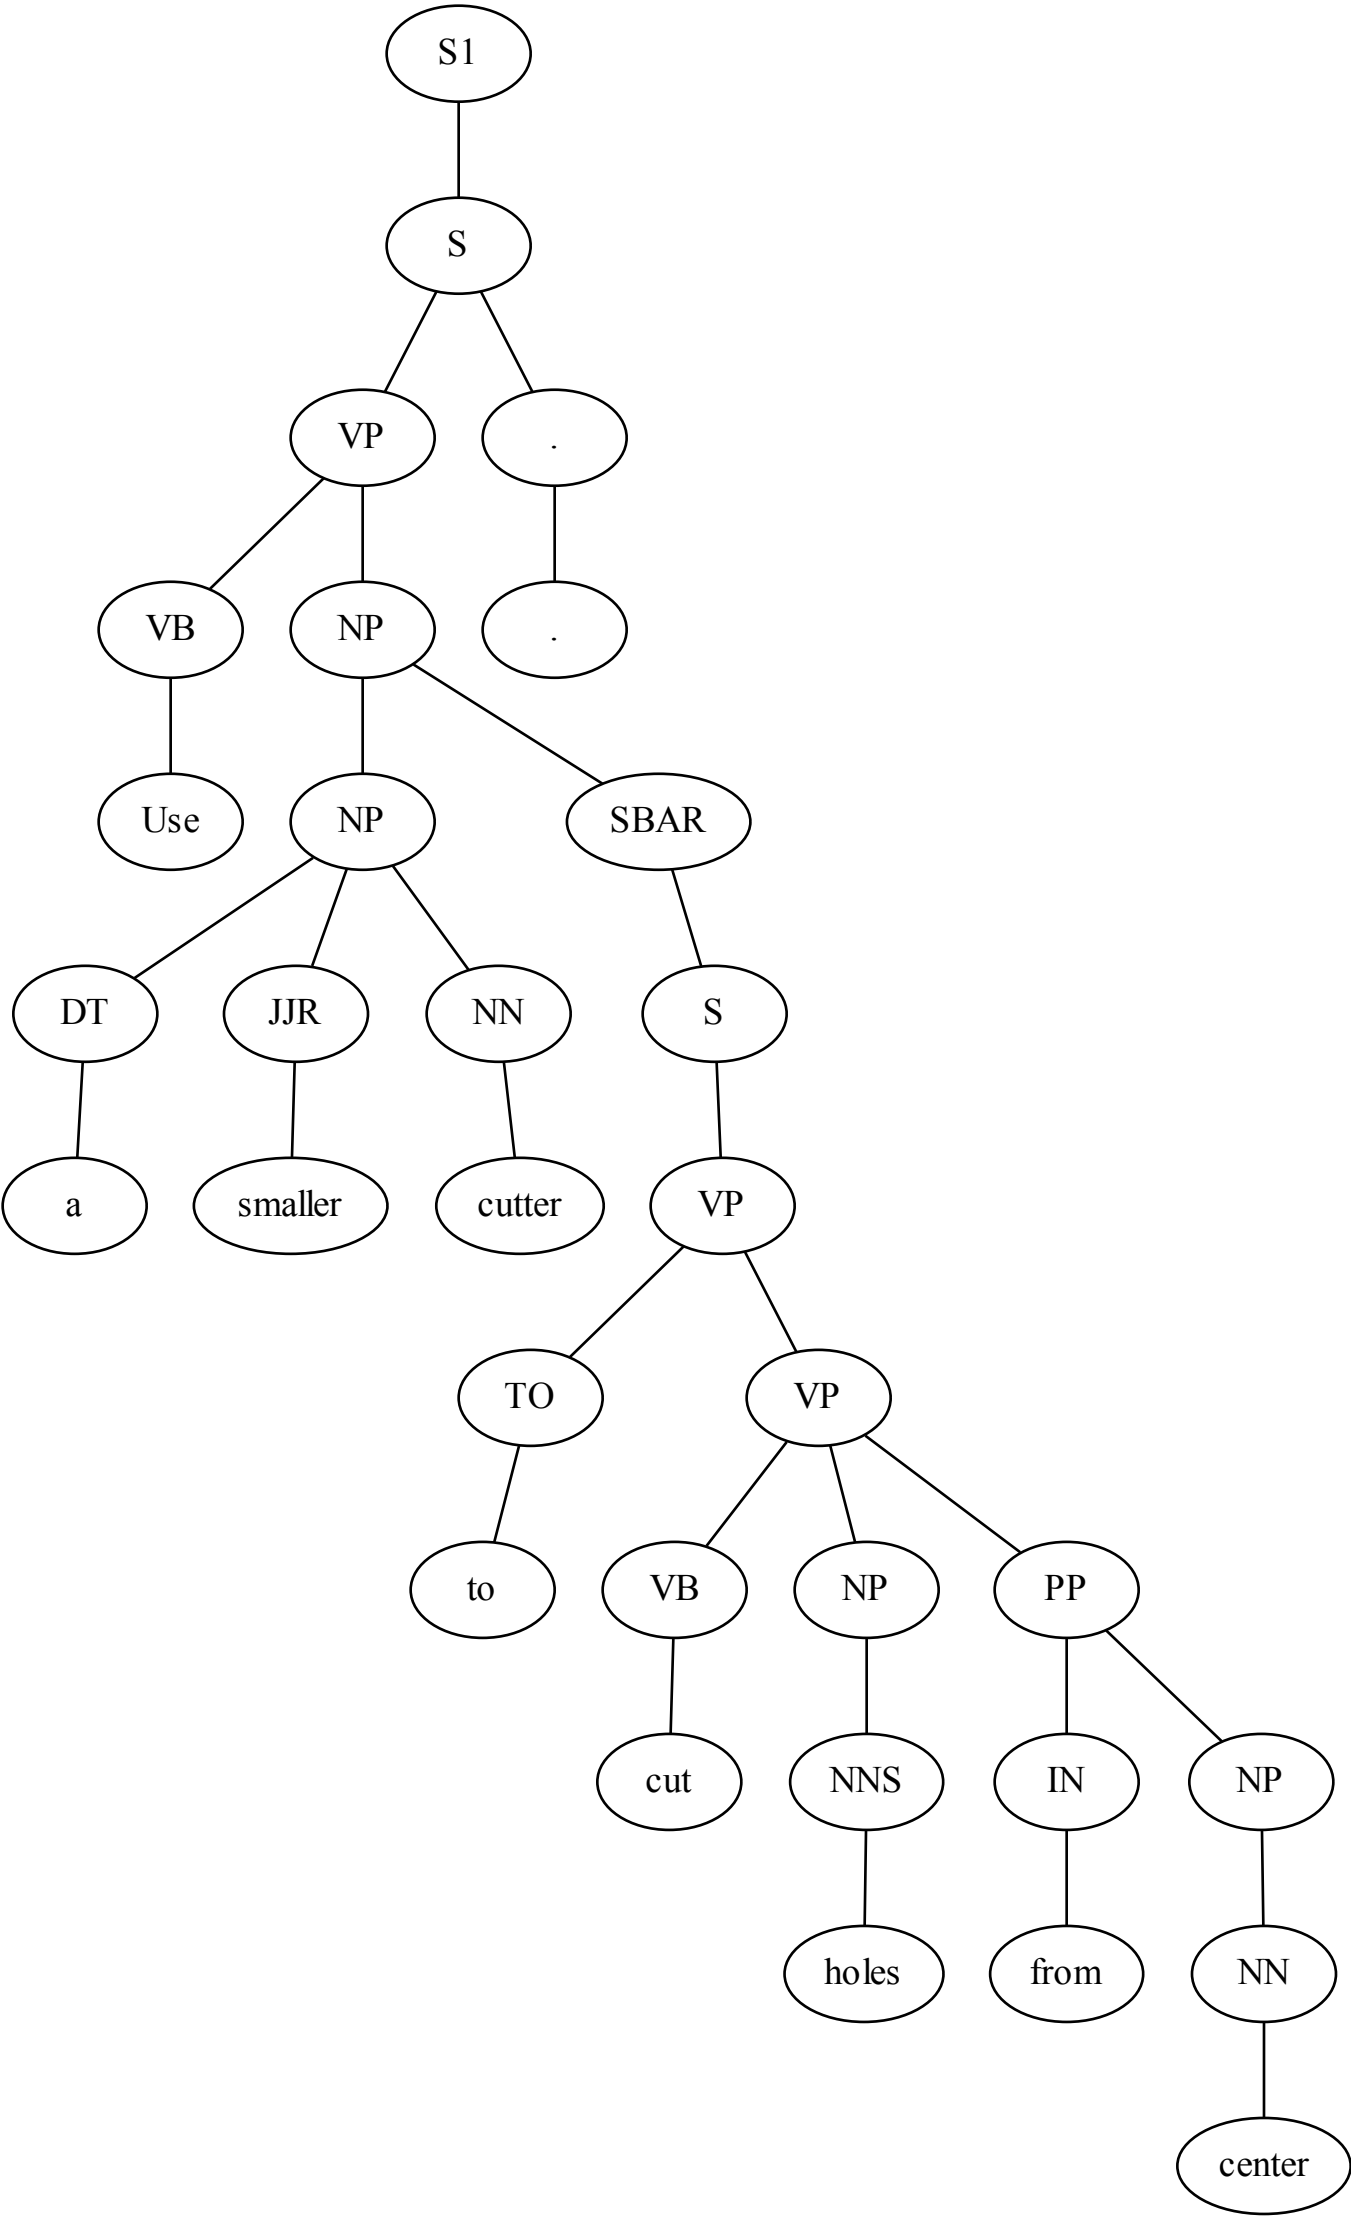 S1
S
VP .
VB NP .
Use NP SBAR
DT JJR NN S
a smaller cutter VP
TO VP
to VB NP PP
cut NNS IN NP
holes from NN
center